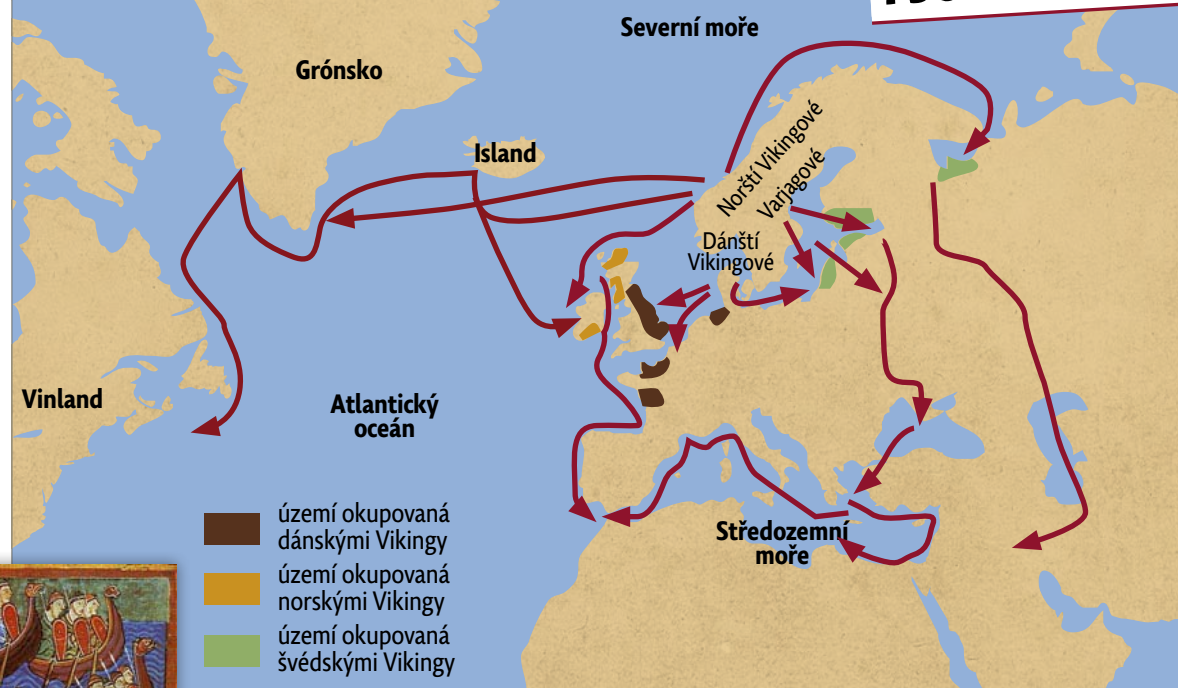 Severní moře
Grónsko
Island
Norští Vikingové
Varjagové
Dánští
Vikingové
Vinland
Atlantický
oceán
Středozemní
moře
území okupovaná
dánskými Vikingy
území okupovaná
norskými Vikingy
území okupovaná
švédskými Vikingy